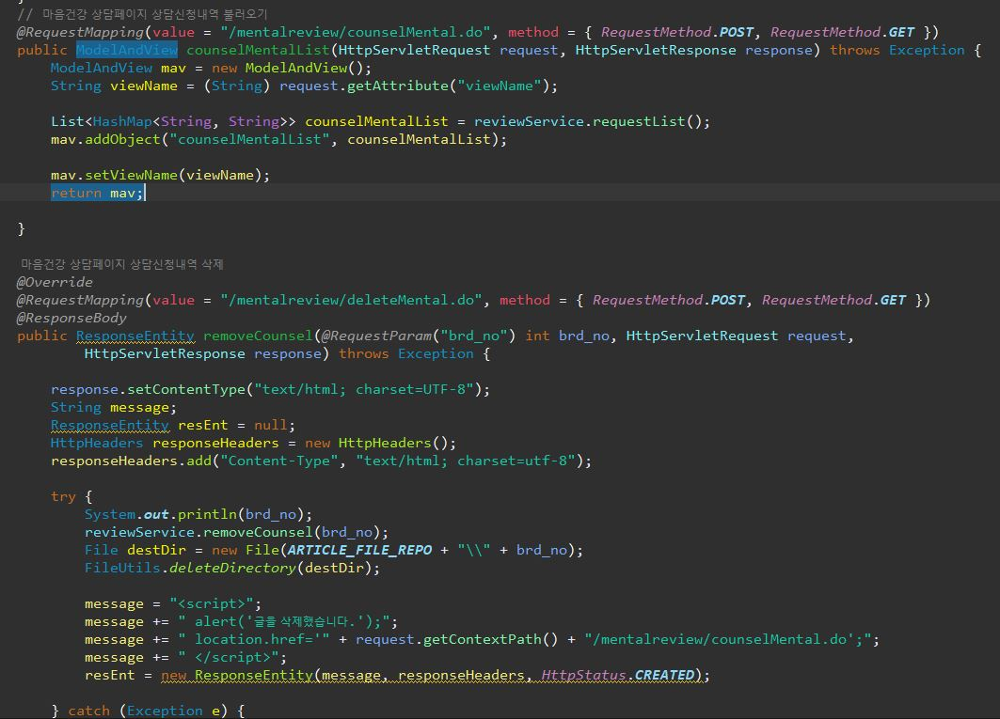 // 마음건강 상담페이지 상담신청내역 불러오기
@RequestMapping(value = "/mentalreview/counselMental.do", method = { RequestMethod.POST, RequestMethod.GET })
public ModelAndView counselMentalList(HttpServletRequest request, HttpServletResponse response) throws Exception {
ModelAndView mav = new ModelAndView();
String viewName = (String) request.getAttribute("viewName");
List<HashMap<String, String>> counselMentalList = reviewService.requestList();
mav.addObject("counselMentalList", counselMentalList);
mav.setViewName(viewName);
return mav;
}
마음건강 상담페이지 상담신청내역 삭제
@Override
@RequestMapping(value = "/mentalreview/deleteMental.do", method = { RequestMethod.POST, RequestMethod.GET })
@ResponseBody
public ResponseEntity removeCounsel(@RequestParam("brd_no") int brd_no, HttpServletRequest request,
HttpServletResponse response) throws Exception {
response.setContentType("text/html; charset=UTF-8");
String message;
ResponseEntity resEnt = null;
HttpHeaders responseHeaders = new HttpHeaders();
responseHeaders.add("Content-Type", "text/html; charset=utf-8");
try {
System.out.println(brd_no);
reviewService.removeCounsel(brd_no);
File destDir = new File(ARTICLE_FILE_REPO + "\\" + brd_no);
FileUtils.deleteDirectory(destDir);
message = "<script>";
message += " alert('글을 삭제했습니다.');";
message += " location.href='" + request.getContextPath() + "/mentalreview/counselMental.do';";
message += " </script>";
resEnt = new ResponseEntity(message, responseHeaders, HttpStatus.CREATED);
} catch (Exception e) {